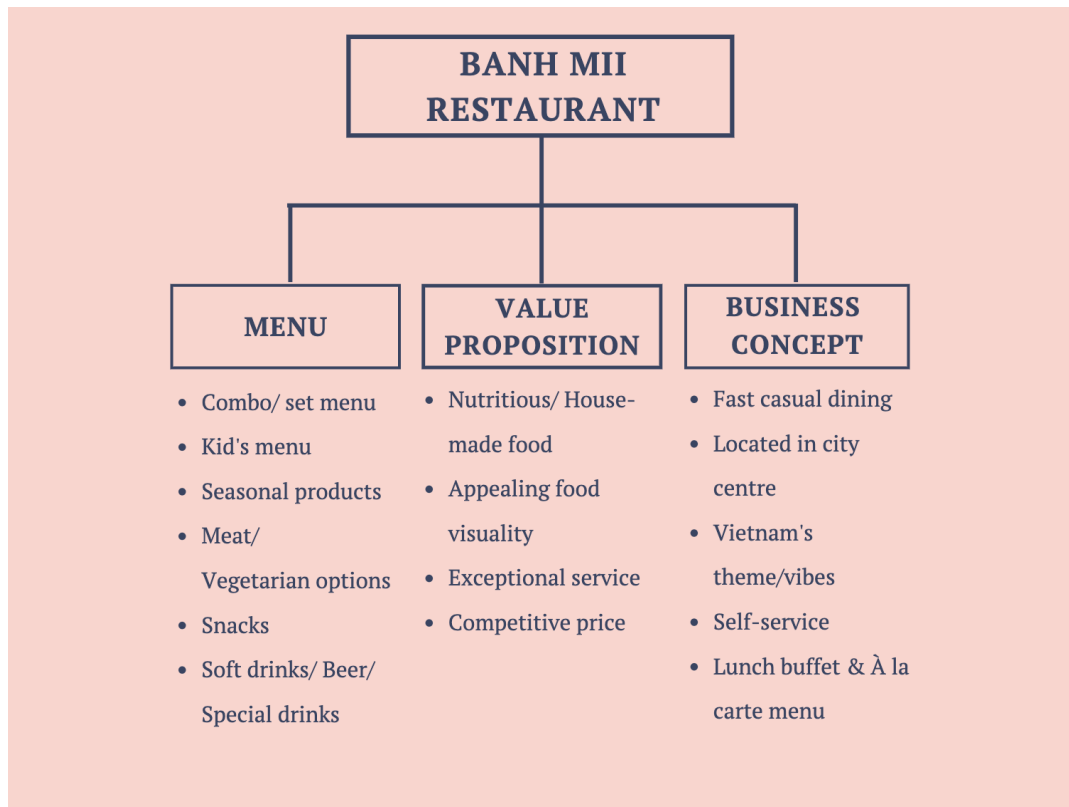 BANH MII
RESTAURANT
MENU
• Combo/ set menu
• Kid's menu
• Seasonal products
• Meat/
Vegetarian options
• Snacks
• Soft drinks/ Beer/
Special drinks
VALUE
PROPOSITION
• Nutritious/ House-
made food
• Appealing food
visuality
• Exceptional service
• Competitive price
BUSINESS
CONCEPT
• Fast casual dining
• Located in city
centre
• Vietnam's
theme/vibes
• Self-service
• Lunch buffet & À la
carte menu